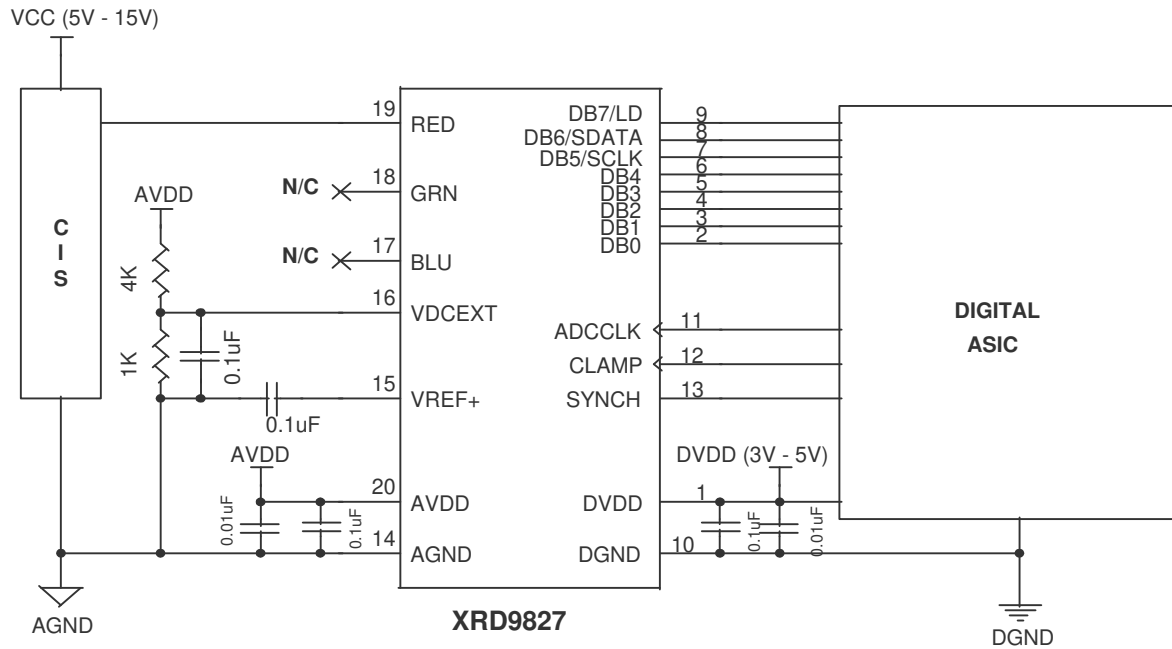 VCC (5V - 15V)
C
I
S
AVDD
4K
1K
0.1uF
0.1uF
N/C
N/C
19
RED
18
GRN
17
BLU
16
VDCEXT
15
VREF+
AVDD
20
AVDD
0.01uF
0.1uF
14
AGND
AGND
DB7/LD
9
DB6/SDATA
8
DB5/SCLK
7
DB4
6
DB3
5
DB2
4
DB1
3
DB0
2
ADCCLK
11
CLAMP
12
SYNCH
13
DVDD (3V - 5V)
DVDD
1
0.1uF
0.01uF
DGND
10
DIGITAL
ASIC
XRD9827
DGND